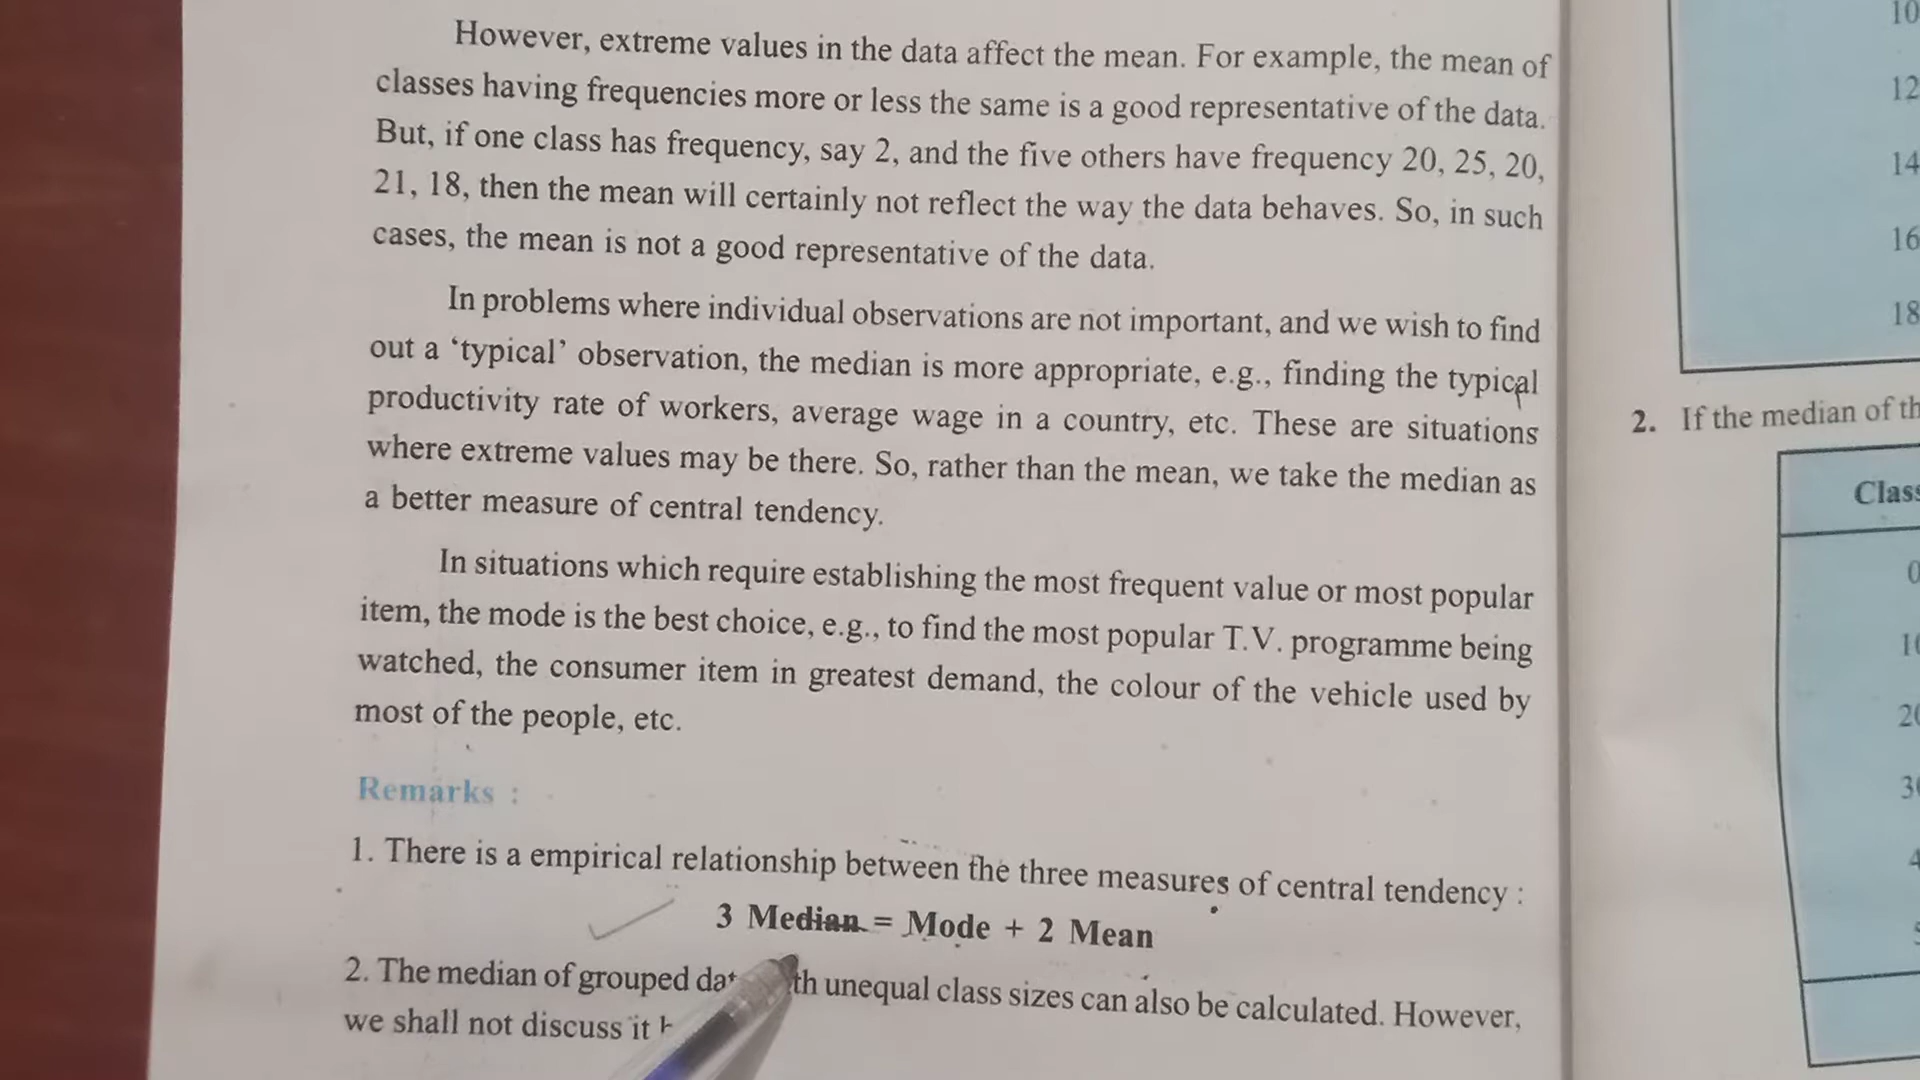 However, extreme values in the data affect the mean. For example, the mean of
classes having frequencies more or less the same is a good representative of the data.
But, if one class has frequency, say 2, and the five others have frequency 20, 25, 20,
21, 18, then the mean will certainly not reflect the way the data behaves. So, in such
cases, the mean is not a good representative of the data.
In problems where individual observations are not important, and we wish to find
out a ‘typical’ observation, the median is more appropriate, e.g., finding the typical
productivity rate of workers, average wage in a country, etc. These are situations
where extreme values may be there. So, rather than the mean, we take the median as
a better measure of central tendency.
In situations which require establishing the most frequent value or most popular
item, the mode is the best choice, e.g., to find the most popular T.V. programme being
watched, the consumer item in greatest demand, the colour of the vehicle used by
most of the people, etc.
Remarks :
1. There is a empirical relationship between the three measures of central tendency :
3 Median = Mode + 2 Mean
2. The median of grouped unequal class sizes can also be calculated. However,
we shall not discuss it
10
12
14
16
18
2. If the median of